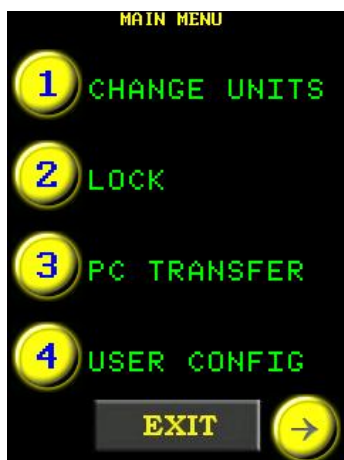 MAIN MENU
1 CHANGE UNITS
2 LOCK
3 PC TRANSFER
4 USER CONFIG
EXIT →